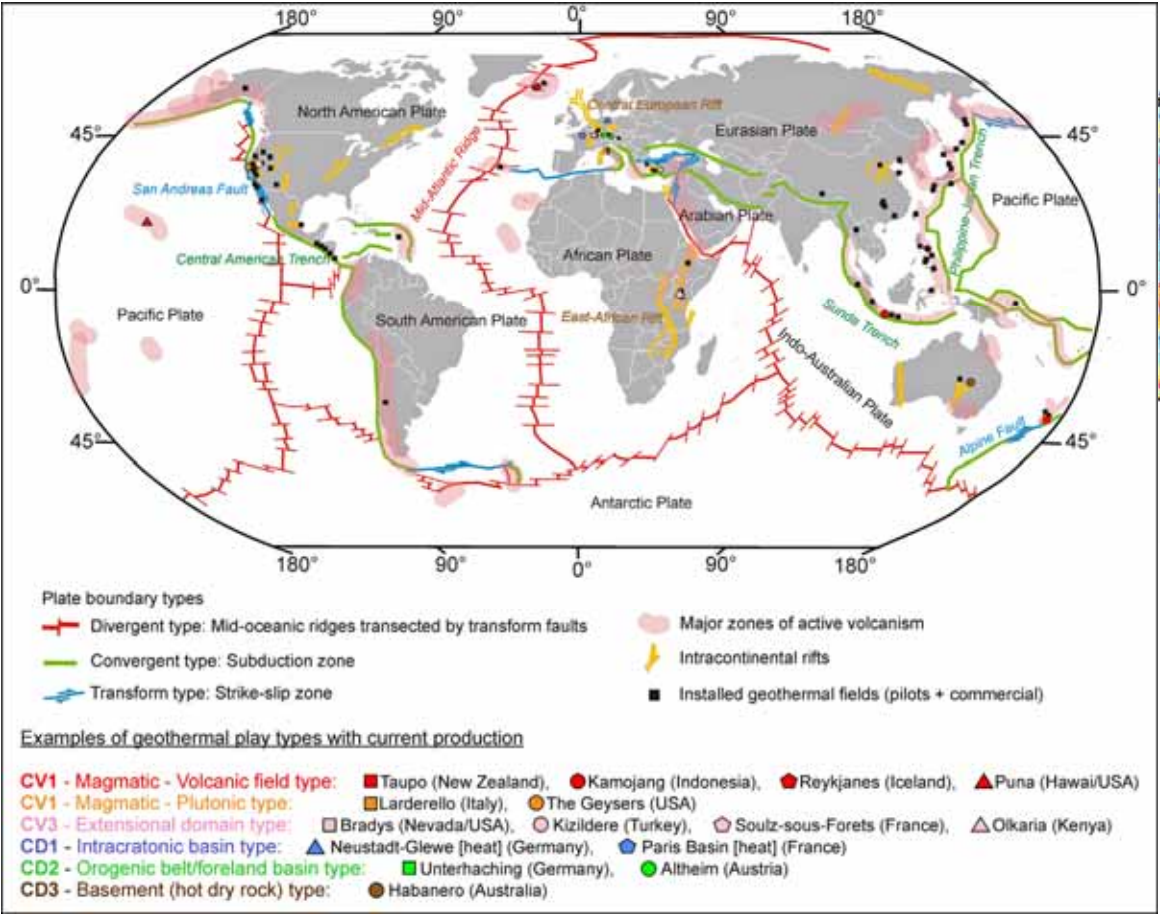 180° 0° 90° 180°
North American Plate
Central European Rift
Eurasian Plate
45° 45°
Mid-Atlantic Ridge
Philippine-Japan Trench
San Andreas Fault
Pacific Plate
Arabian Plate
African Plate
Central American Trench
0° 0°
Pacific Plate
South American Plate
East-African Rift
Sunda Trench
Indo-Australian Plate
45° 45°
Alpine Fault
Antarctic Plate
180° 90° 0° 90° 180°
Plate boundary types
Divergent type: Mid-oceanic ridges transected by transform faults
Convergent type: Subduction zone
Transform type: Strike-slip zone
Major zones of active volcanism
Intracontinental rifts
Installed geothermal fields (pilots + commercial)
Examples of geothermal play types with current production
CV1 - Magmatic - Volcanic field type: Taupo (New Zealand), Kamojang (Indonesia), Reykjanes (Iceland), Puna (Hawai/USA)
CV1 - Magmatic - Plutonic type: Larderello (Italy), The Geysers (USA)
CV3 - Extensional domain type: Bradys (Nevada/USA), Kizildere (Turkey), Soulz-sous-Forets (France), Olkaria (Kenya)
CD1 - Intracratonic basin type: Neustadt-Glewe [heat] (Germany), Paris Basin [heat] (France)
CD2 - Orogenic belt/foreland basin type: Unterhaching (Germany), Altheim (Austria)
CD3 - Basement (hot dry rock) type: Habanero (Australia)